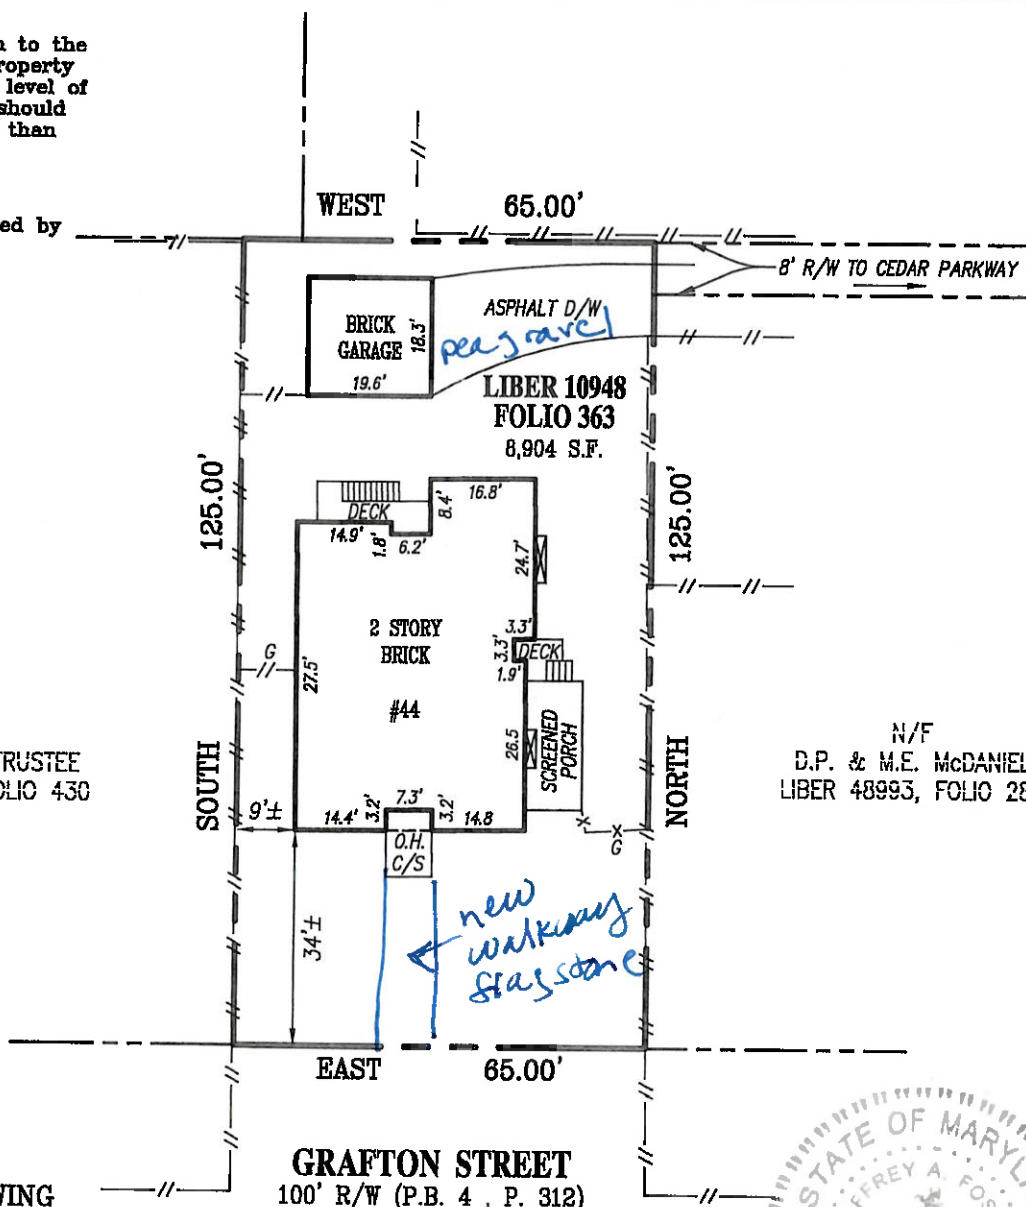 n to the
roperty
level of
should
than
ed by
WEST
65.00'
8' R/W TO CEDAR PARKWAY
ASPHALT D/W
pea gravel
BRICK
GARAGE
18.3'
19.6'
LIBER 10948
FOLIO 363
8,904 S.F.
125.00'
125.00'
16.8'
8.4'
DECK
14.9'
1.8'
6.2'
24.7'
2 STORY
BRICK
#44
3.3'
3.3'
DECK
1.9'
G
27.5'
26.5
SCREENED
PORCH
SOUTH
NORTH
RUSTEE
OLIO 430
N/F
D.P. & M.E. McDANIEL
LIBER 48993, FOLIO 28
9'±
14.4'
3.2'
7.3'
3.2'
14.8
O.H.
C/S
X
X
G
34'±
new
walkway
flagstone
EAST
65.00'
GRAFTON STREET
100' R/W (P.B. 4 , P. 312)
WING
STATE OF MARYL
FFREY A. FOS